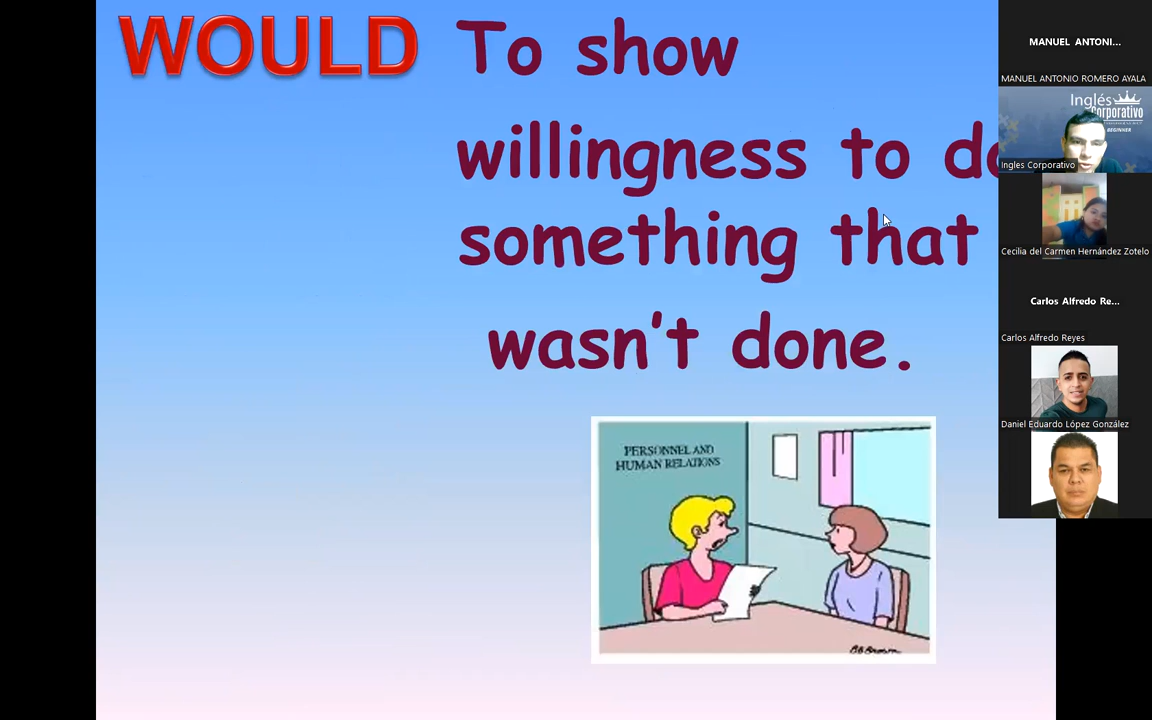 WOULD To show
willingness to do
something that
wasn't done.
PERSONNEL AND
HUMAN RELATIONS
MANUEL ANTONI...
MANUEL ANTONIO ROMERO AYALA
Inglés
Corporativo
BEGINNER
Ingles Corporativo
Cecilia del Carmen Hernández Zotelo
Carlos Alfredo Re...
Carlos Alfredo Reyes
Daniel Eduardo López González